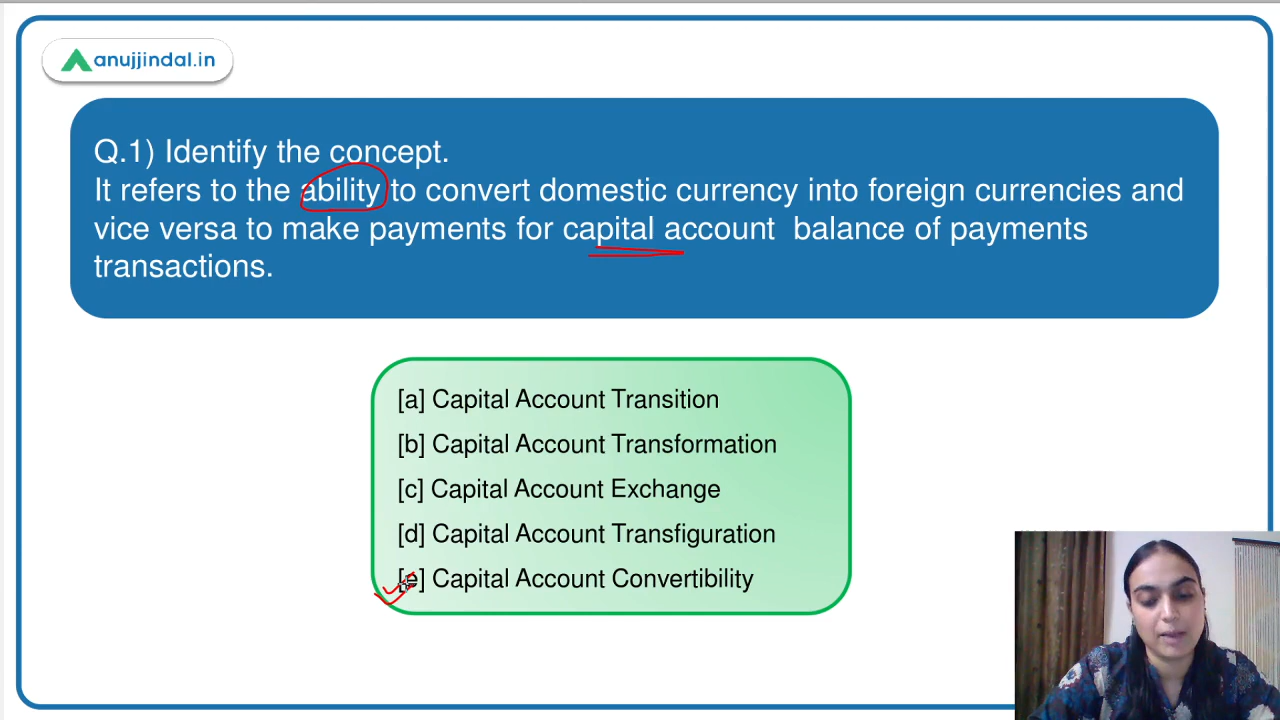 anujjindal.in
Q.1) Identify the concept.
It refers to the ability to convert domestic currency into foreign currencies and
vice versa to make payments for capital account balance of payments
transactions.
[a] Capital Account Transition
[b] Capital Account Transformation
[c] Capital Account Exchange
[d] Capital Account Transfiguration
[e] Capital Account Convertibility